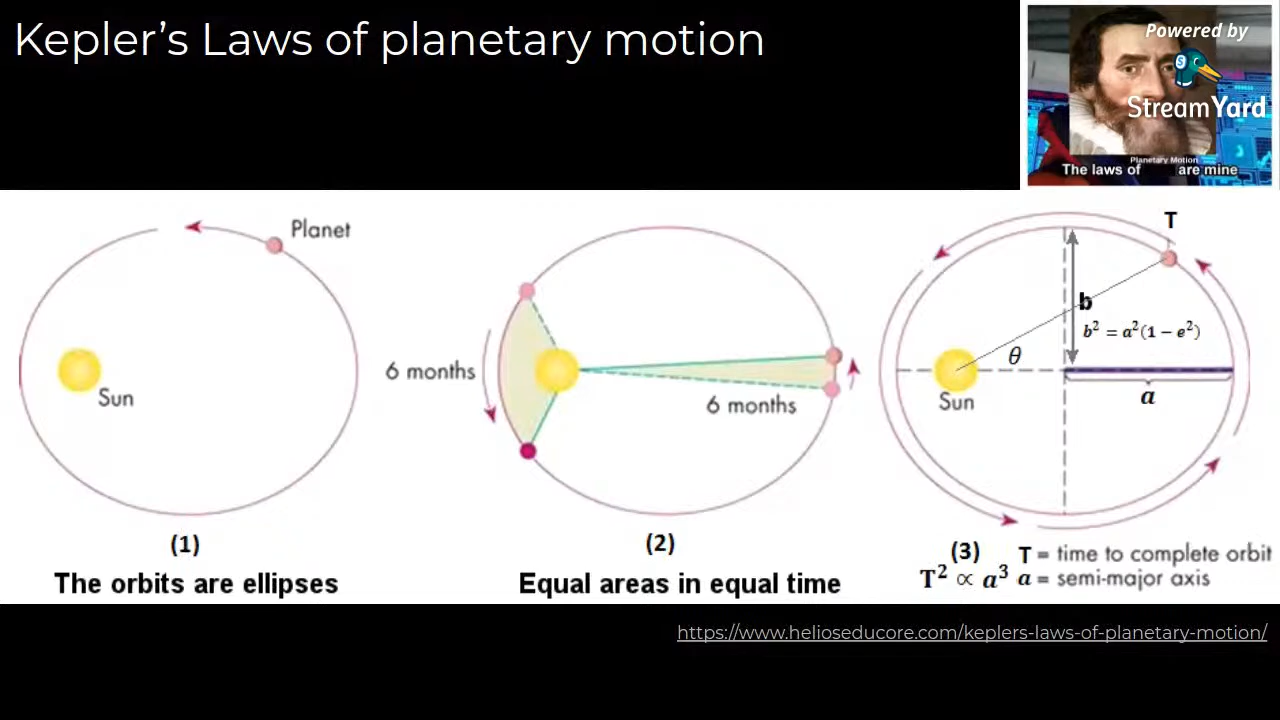 Kepler’s Laws of planetary motion
Powered by
StreamYard
Planetary Motion
The laws of are mine
Planet
Sun
(1)
The orbits are ellipses
6 months
6 months
(2)
Equal areas in equal time
T
b
b² = a²(1 − e²)
θ
Sun
a
(3) T = time to complete orbit
T² ∝ a³ a = semi-major axis
https://www.helioseducore.com/keplers-laws-of-planetary-motion/